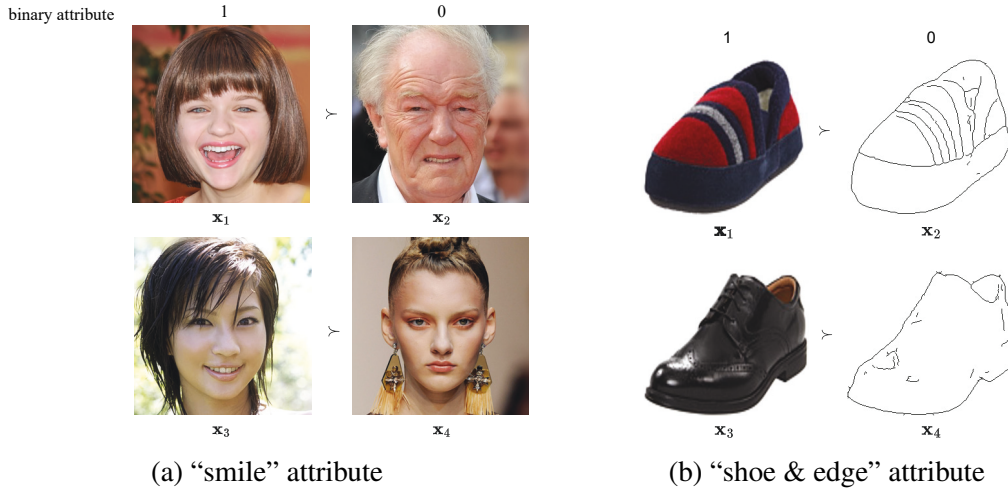 binary attribute 1 0
≻
x₁ x₂
≻
x₃ x₄
(a) “smile” attribute
1 0
≻
x₁ x₂
≻
x₃ x₄
(b) “shoe & edge” attribute